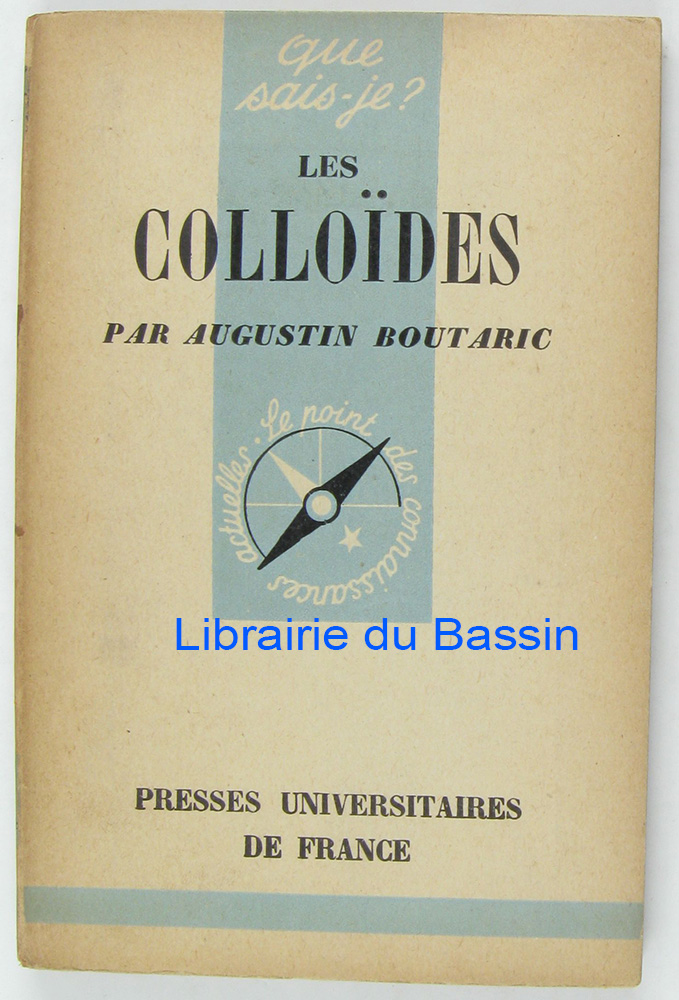 que
sais-je?
LES
COLLOÏDES
PAR AUGUSTIN BOUTARIC
Le point des connaissances actuelles.
Librairie du Bassin
PRESSES UNIVERSITAIRES
DE FRANCE